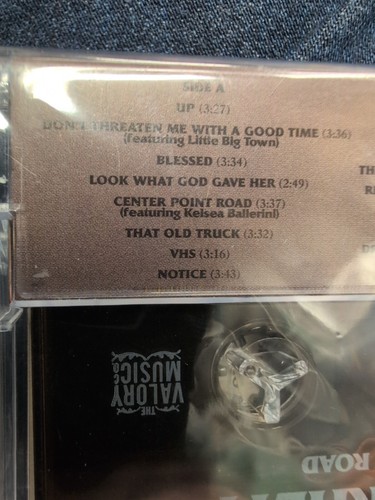 SIDE A
UP (3:27)
DON'T THREATEN ME WITH A GOOD TIME (3:36)
(Featuring Little Big Town)
BLESSED (3:34)
LOOK WHAT GOD GAVE HER (2:49)
CENTER POINT ROAD (3:37)
(featuring Kelsea Ballerini)
THAT OLD TRUCK (3:32)
VHS (3:16)
NOTICE (3:43)
TH
R
THE
VALORY
MUSIC
CO.
ROAD